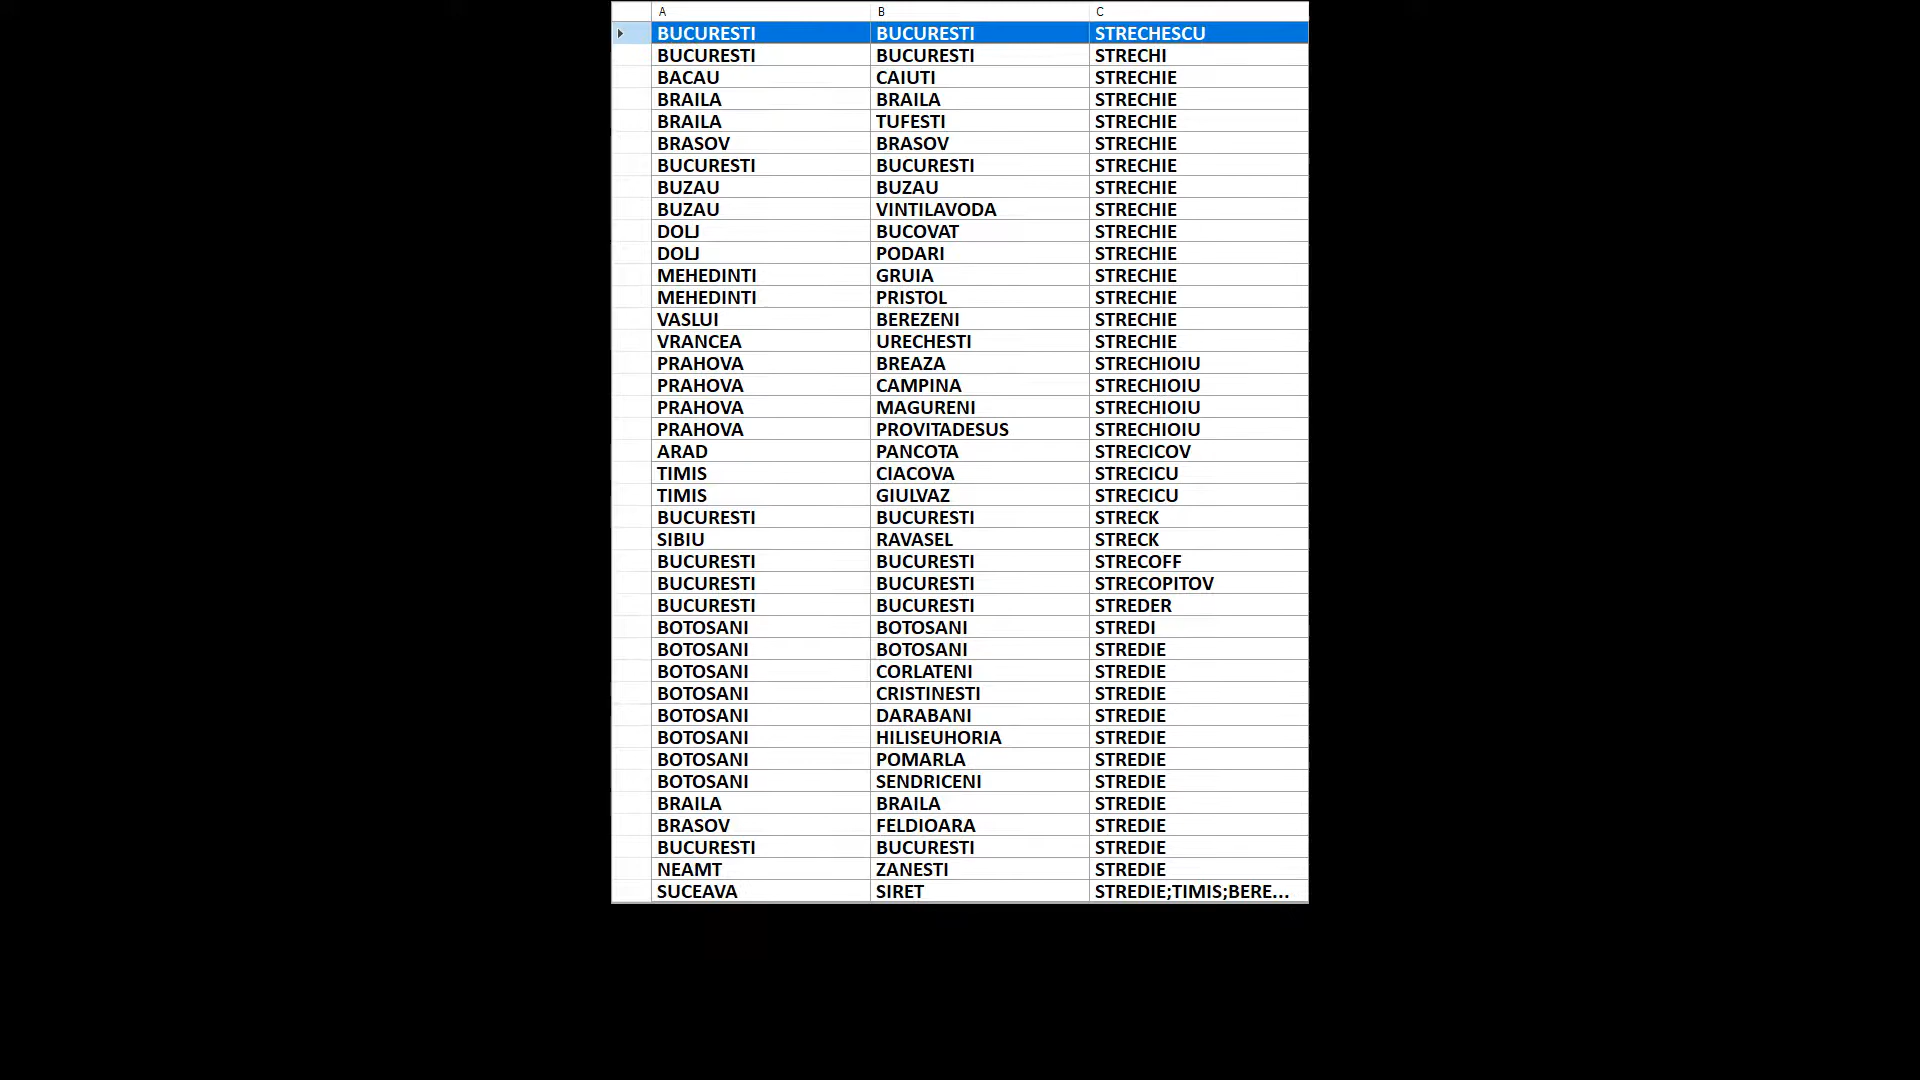 A B C
BUCURESTI BUCURESTI STRECHESCU
BUCURESTI BUCURESTI STRECHI
BACAU CAIUTI STRECHIE
BRAILA BRAILA STRECHIE
BRAILA TUFESTI STRECHIE
BRASOV BRASOV STRECHIE
BUCURESTI BUCURESTI STRECHIE
BUZAU BUZAU STRECHIE
BUZAU VINTILAVODA STRECHIE
DOLJ BUCOVAT STRECHIE
DOLJ PODARI STRECHIE
MEHEDINTI GRUIA STRECHIE
MEHEDINTI PRISTOL STRECHIE
VASLUI BEREZENI STRECHIE
VRANCEA URECHESTI STRECHIE
PRAHOVA BREAZA STRECHIOIU
PRAHOVA CAMPINA STRECHIOIU
PRAHOVA MAGURENI STRECHIOIU
PRAHOVA PROVITADESUS STRECHIOIU
ARAD PANCOTA STRECICOV
TIMIS CIACOVA STRECICU
TIMIS GIULVAZ STRECICU
BUCURESTI BUCURESTI STRECK
SIBIU RAVASEL STRECK
BUCURESTI BUCURESTI STRECOFF
BUCURESTI BUCURESTI STRECOPITOV
BUCURESTI BUCURESTI STREDER
BOTOSANI BOTOSANI STREDI
BOTOSANI BOTOSANI STREDIE
BOTOSANI CORLATENI STREDIE
BOTOSANI CRISTINESTI STREDIE
BOTOSANI DARABANI STREDIE
BOTOSANI HILISEUHORIA STREDIE
BOTOSANI POMARLA STREDIE
BOTOSANI SENDRICENI STREDIE
BRAILA BRAILA STREDIE
BRASOV FELDIOARA STREDIE
BUCURESTI BUCURESTI STREDIE
NEAMT ZANESTI STREDIE
SUCEAVA SIRET STREDIE;TIMIS;BERE...